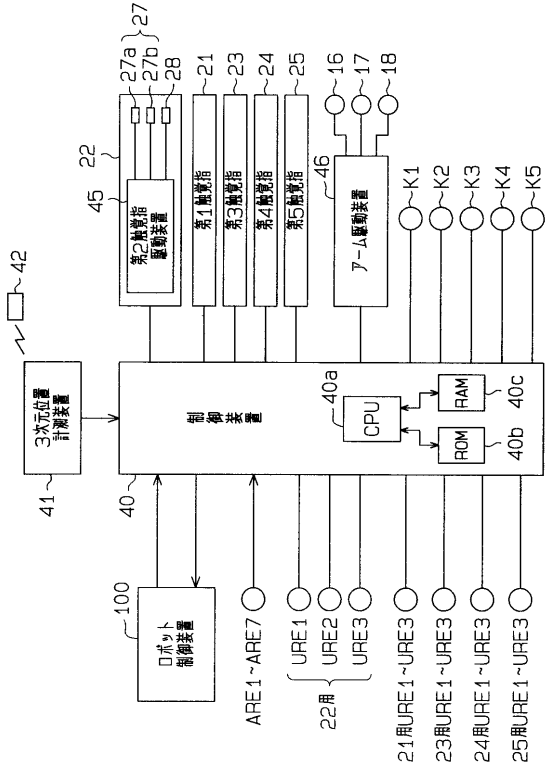 41
3次元位置
計測装置
42
100
ロボット
制御装置
ARE1~ARE7
URE1
URE2
URE3
22用
21用URE1~URE3
23用URE1~URE3
24用URE1~URE3
25用URE1~URE3
40
制御
装置
40a
CPU
ROM
40b
RAM
40c
22
45
第2触覚指
駆動装置
27a
27
27b
28
第1触覚指
21
第3触覚指
23
第4触覚指
24
第5触覚指
25
46
アーム駆動装置
16
17
18
K1
K2
K3
K4
K5